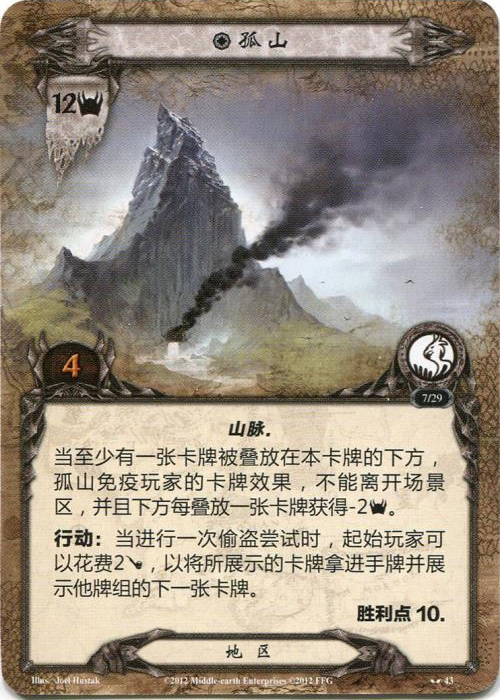 孤山
12
4
7/29
山脉.
当至少有一张卡牌被叠放在本卡牌的下方，
孤山免疫玩家的卡牌效果，不能离开场景
区，并且下方每叠放一张卡牌获得-2。
行动：当进行一次偷盗尝试时，起始玩家可
以花费2，以将所展示的卡牌拿进手牌并展
示他牌组的下一张卡牌。
胜利点 10.
地区
Illus. Joel Hustak
©2012 Middle-earth Enterprises ©2012 FFG
43